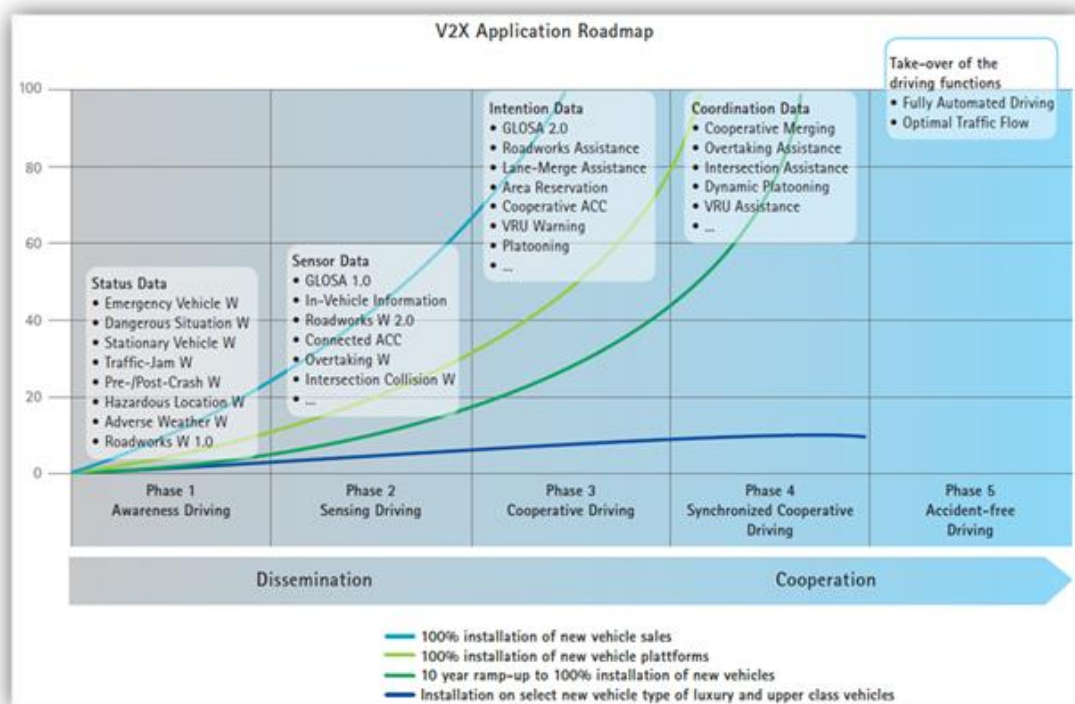 V2X Application Roadmap
100
80
60
40
20
0
Status Data
• Emergency Vehicle W
• Dangerous Situation W
• Stationary Vehicle W
• Traffic-Jam W
• Pre-/Post-Crash W
• Hazardous Location W
• Adverse Weather W
• Roadworks W 1.0
Sensor Data
• GLOSA 1.0
• In-Vehicle Information
• Roadworks W 2.0
• Connected ACC
• Overtaking W
• Intersection Collision W
• ...
Intention Data
• GLOSA 2.0
• Roadworks Assistance
• Lane-Merge Assistance
• Area Reservation
• Cooperative ACC
• VRU Warning
• Platooning
• ...
Coordination Data
• Cooperative Merging
• Overtaking Assistance
• Intersection Assistance
• Dynamic Platooning
• VRU Assistance
• ...
Take-over of the
driving functions
• Fully Automated Driving
• Optimal Traffic Flow
Phase 1
Awareness Driving
Phase 2
Sensing Driving
Phase 3
Cooperative Driving
Phase 4
Synchronized Cooperative
Driving
Phase 5
Accident-free
Driving
Dissemination
Cooperation
100% installation of new vehicle sales
100% installation of new vehicle plattforms
10 year ramp-up to 100% installation of new vehicles
Installation on select new vehicle type of luxury and upper class vehicles